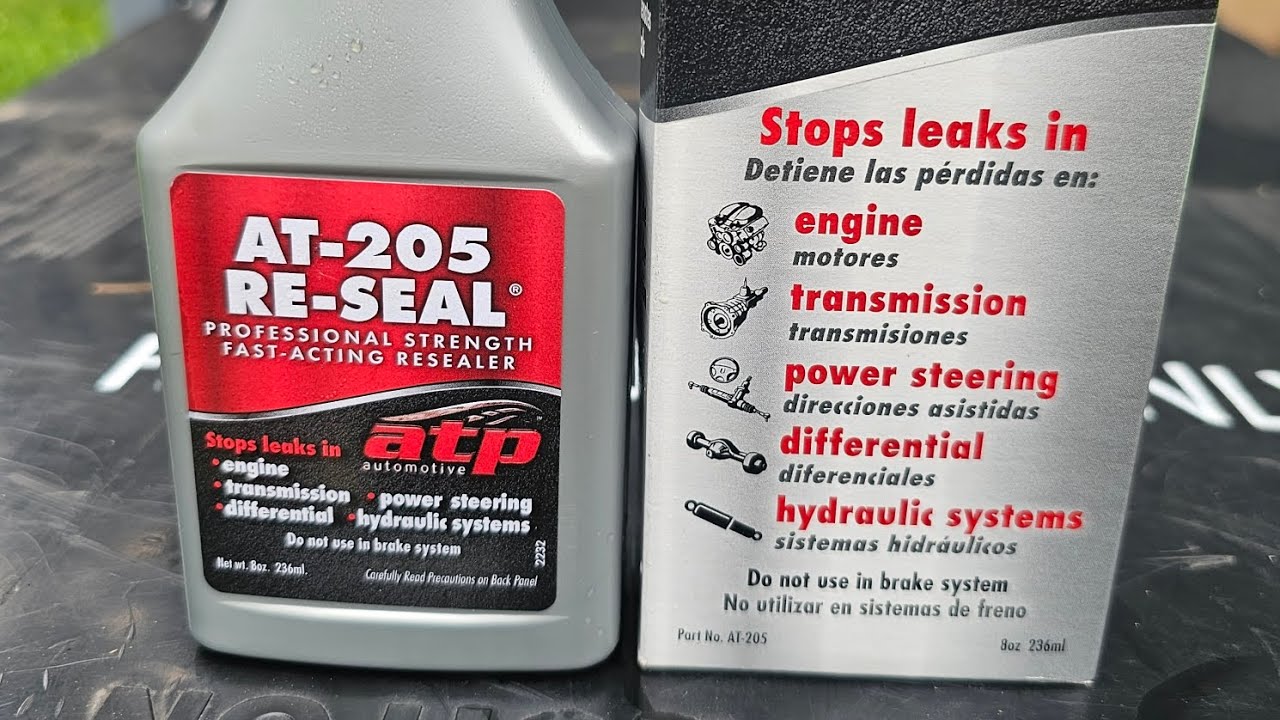 AT-205
RE-SEAL®
PROFESSIONAL STRENGTH
FAST-ACTING RESEALER
atp
automotive
Stops leaks in
• engine
• transmission
• differential
• power steering
• hydraulic systems
Do not use in brake system
2232
Net wt. 8oz. 236ml.
Carefully Read Precautions on Back Panel
Stops leaks in
Detiene las pérdidas en:
engine
motores
transmission
transmisiones
power steering
direcciones asistidas
differential
diferenciales
hydraulic systems
sistemas hidráulicos
Do not use in brake system
No utilizar en sistemas de freno
Part No. AT-205
8oz 236ml